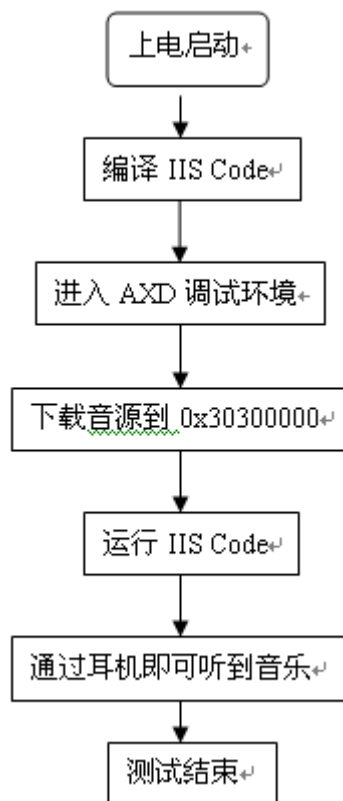 上电启动
编译 IIS Code
进入 AXD 调试环境
下载音源到 0x30300000
运行 IIS Code
通过耳机即可听到音乐
测试结束